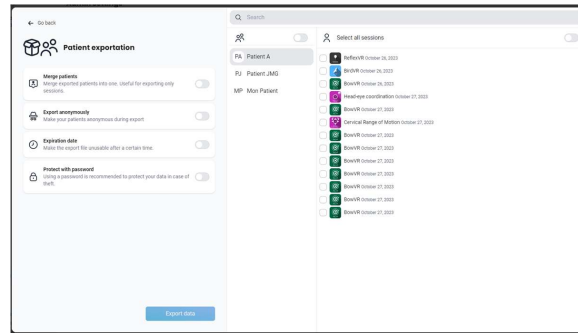 Go back
Patient exportation
Merge patients
Merge exported patients into one. Useful for exporting only
sessions.
Export anonymously
Make your patients anonymous during export
Expiration date
Make the export file unusable after a certain time.
Protect with password
Using a password is recommended to protect your data in case of
theft.
Export data
Search
PA Patient A
PJ Patient JMG
MP Mon Patient
Select all sessions
ReflexVR October 26, 2023
BirdVR October 26, 2023
BowVR October 26, 2023
Head-eye coordination October 27, 2023
BowVR October 27, 2023
Cervical Range of Motion October 27, 2023
BowVR October 27, 2023
BowVR October 27, 2023
BowVR October 27, 2023
BowVR October 27, 2023
BowVR October 27, 2023
BowVR October 27, 2023
BowVR October 27, 2023